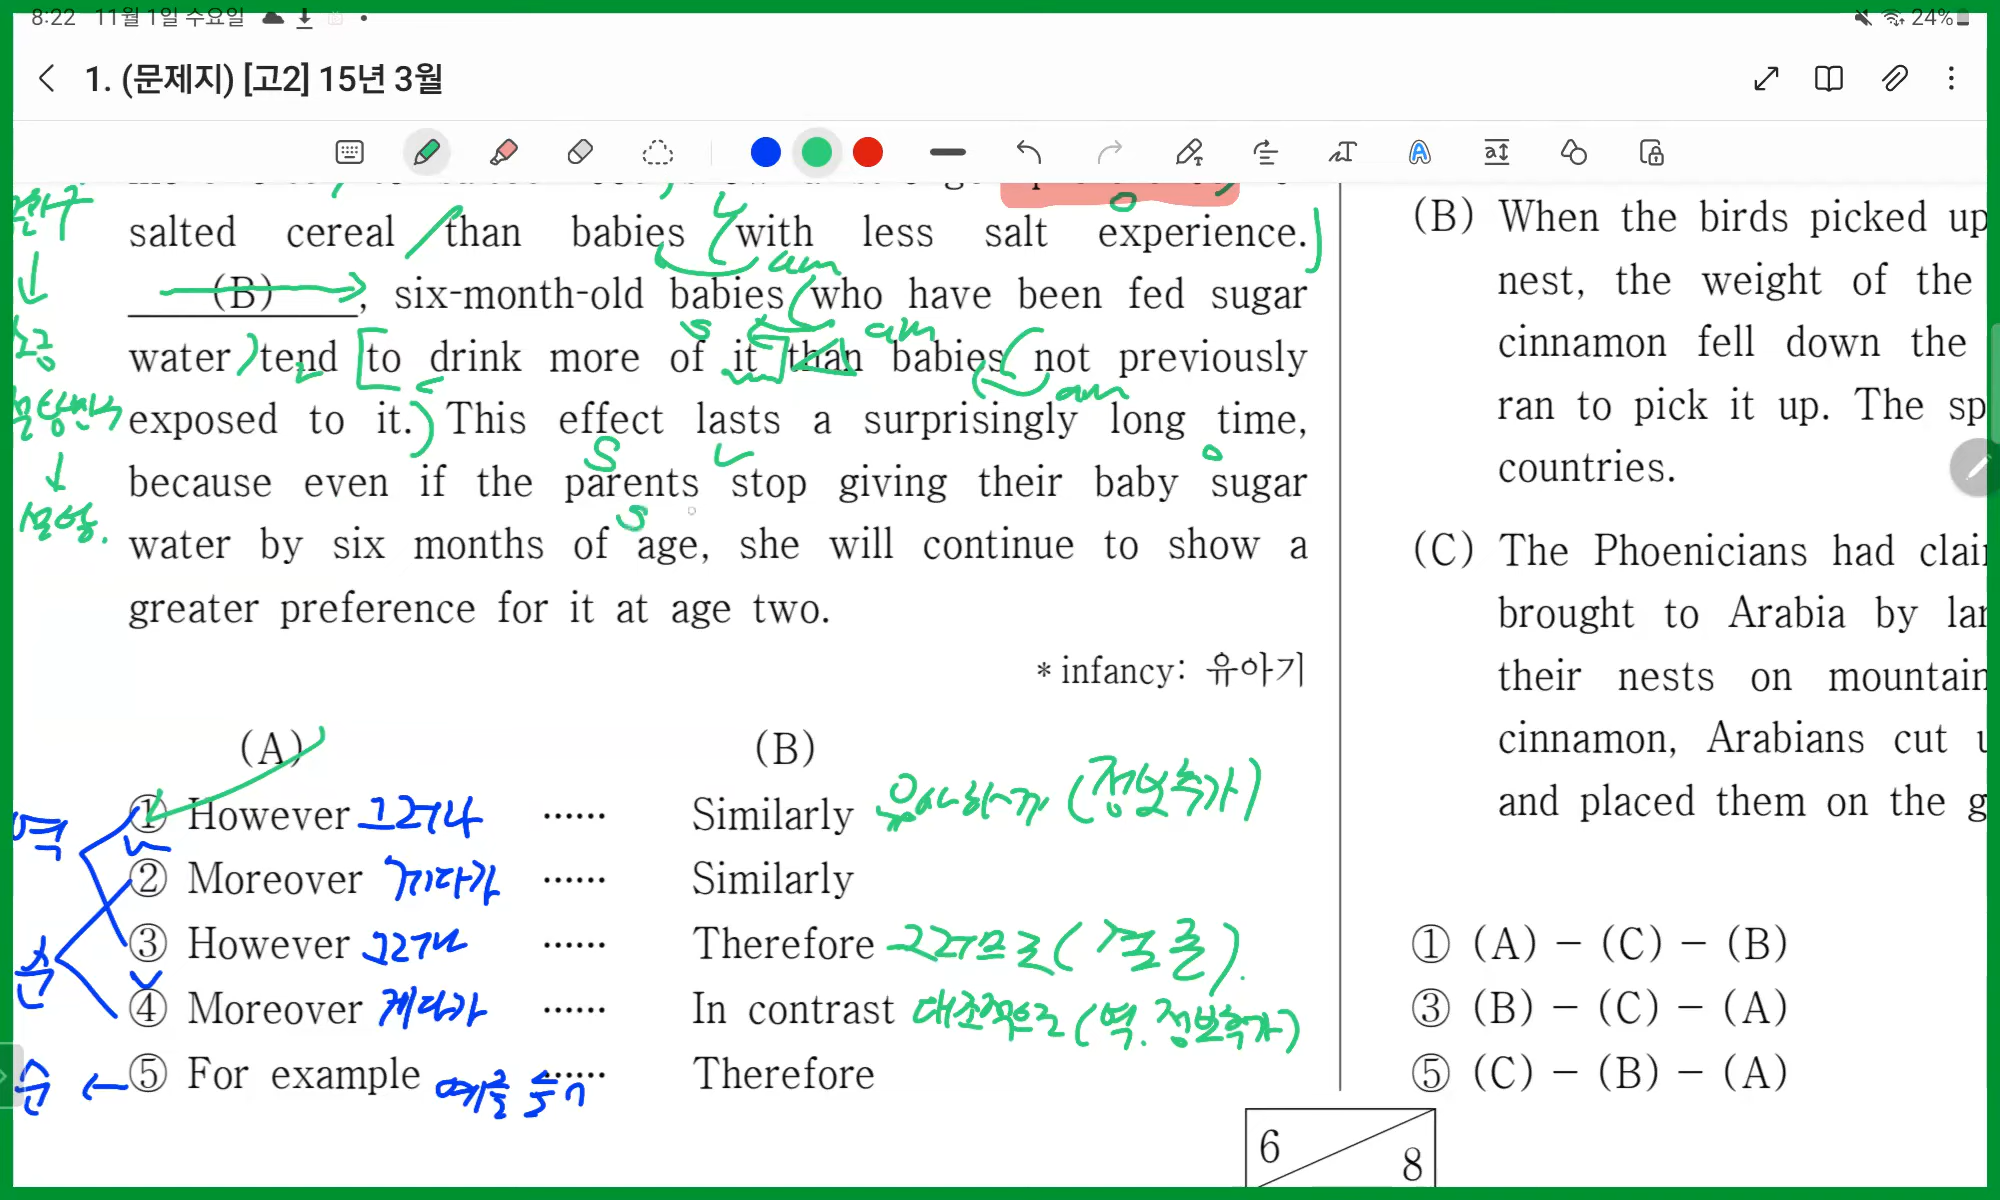 8:22 11월 1일 수요일
24%
1. (문제지) [고2] 15년 3월
salted cereal than babies with less salt experience.
(B), six-month-old babies who have been fed sugar
water tend to drink more of it than babies not previously
exposed to it. This effect lasts a surprisingly long time,
because even if the parents stop giving their baby sugar
water by six months of age, she will continue to show a
greater preference for it at age two.
* infancy: 유아기
(A) (B)
① However 그러나 ······ Similarly 유사하게 (정보추가)
② Moreover 게다가 ······ Similarly
③ However 그러나 ······ Therefore 그러므로 (결론).
④ Moreover 게다가 ······ In contrast 대조적으로 (역. 정보추가)
⑤ For example 예를 들어 ······ Therefore
역
순
순
소금
설탕
s
am
s
am
am
S
S
(B) When the birds picked up
nest, the weight of the
cinnamon fell down the
ran to pick it up. The sp
countries.
(C) The Phoenicians had clai
brought to Arabia by lar
their nests on mountain
cinnamon, Arabians cut u
and placed them on the g
① (A) − (C) − (B)
③ (B) − (C) − (A)
⑤ (C) − (B) − (A)
6
8